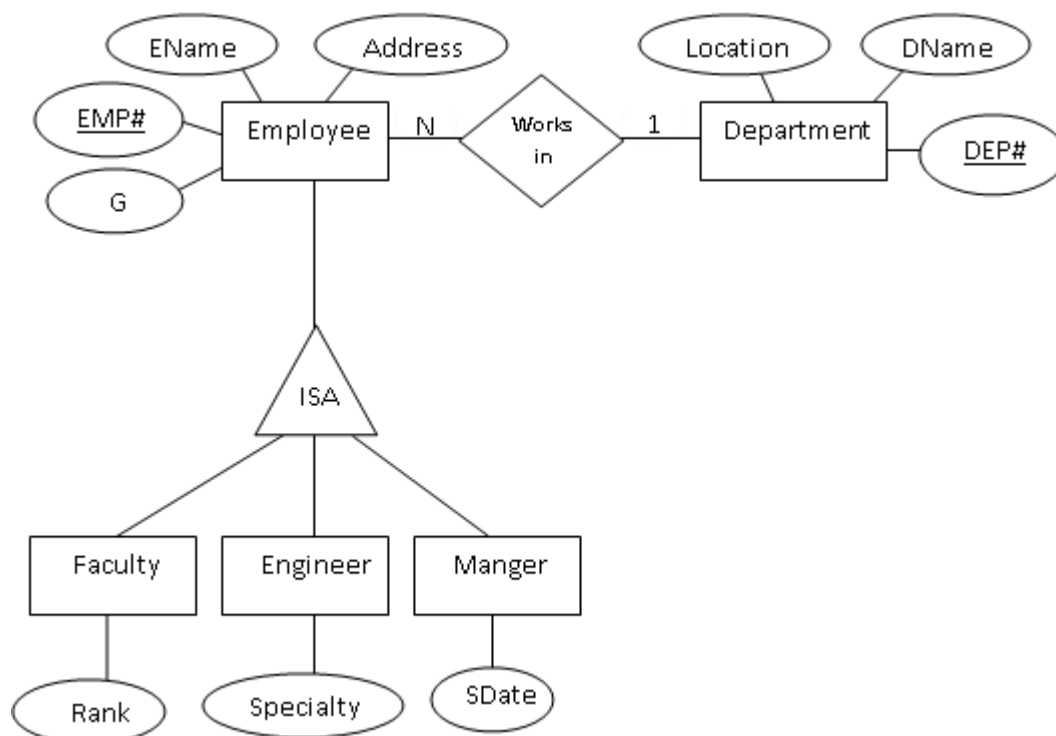 EName
Address
Location
DName
EMP#
Employee
N
Works
in
1
Department
DEP#
G
ISA
Faculty
Engineer
Manger
Rank
Specialty
SDate